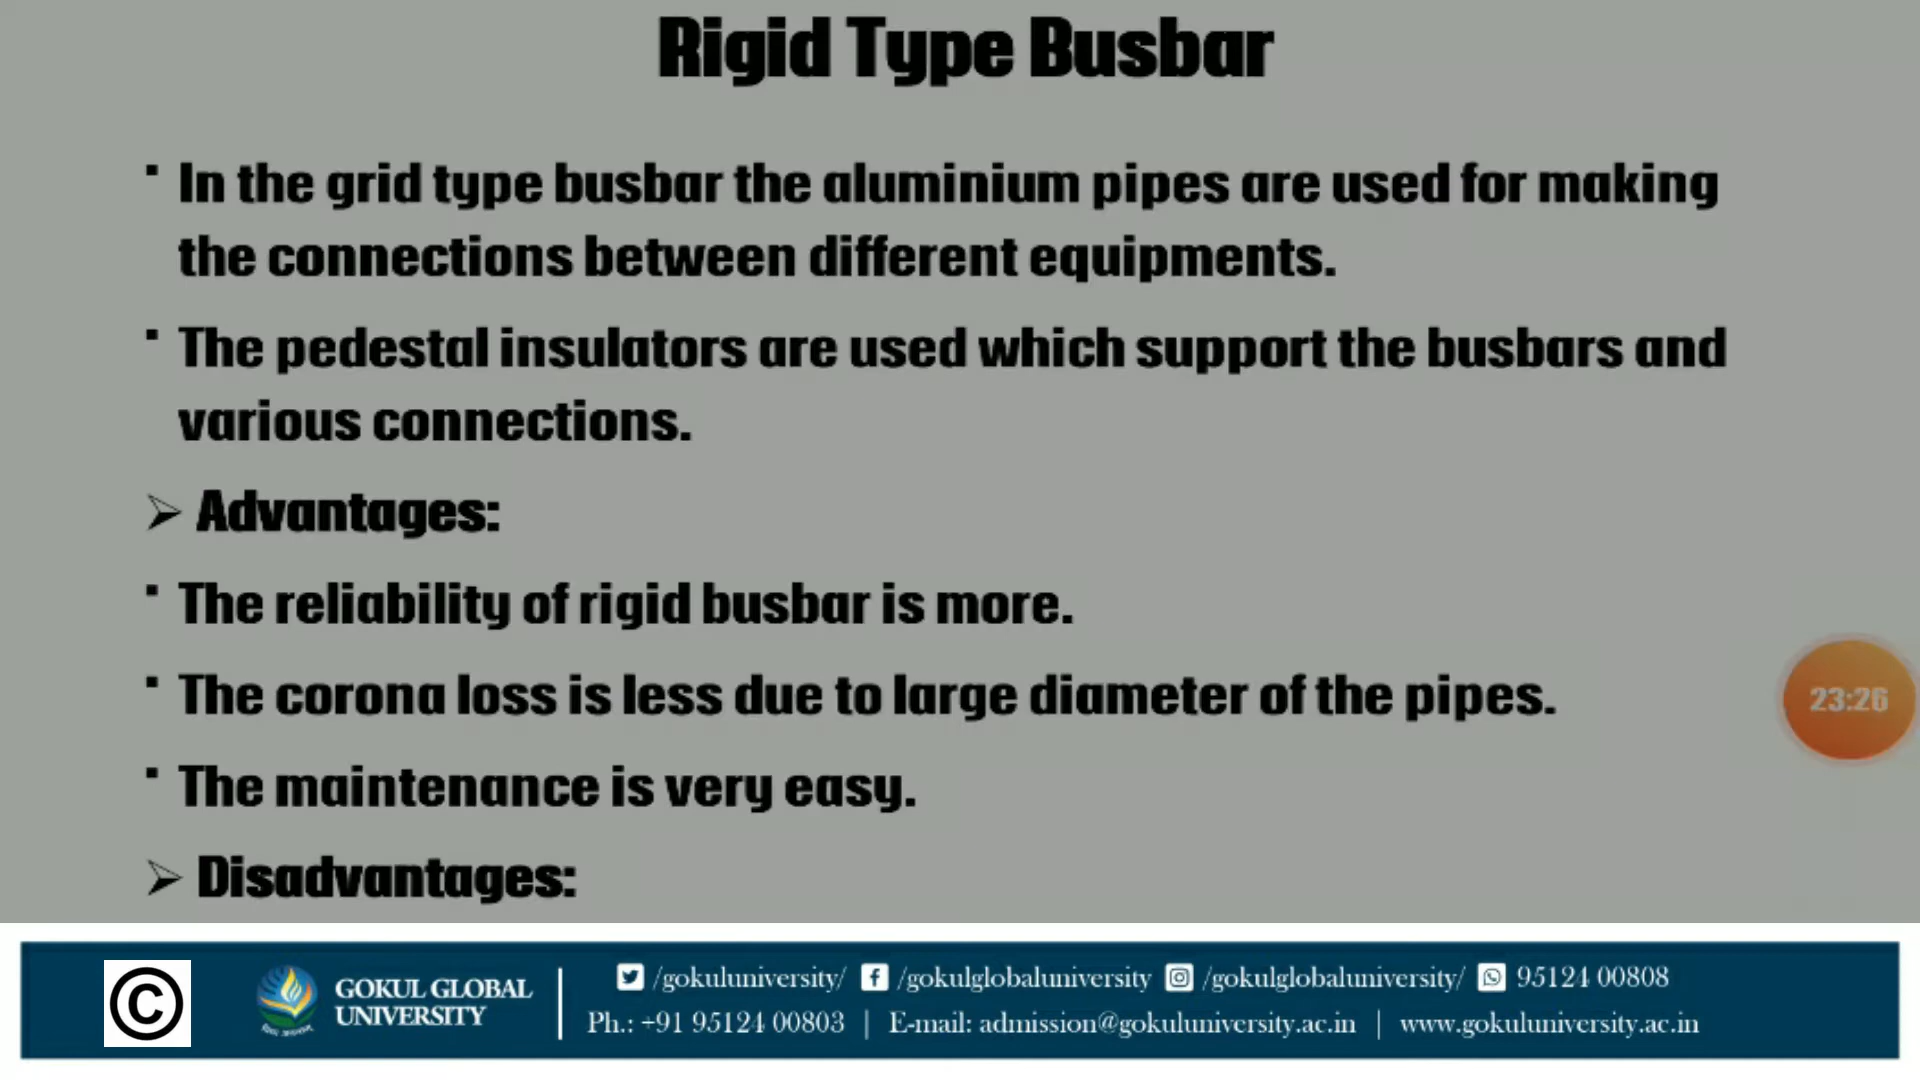 Rigid Type Busbar
▪ In the grid type busbar the aluminium pipes are used for making
the connections between different equipments.
▪ The pedestal insulators are used which support the busbars and
various connections.
➢ Advantages:
▪ The reliability of rigid busbar is more.
▪ The corona loss is less due to large diameter of the pipes.
23:26
▪ The maintenance is very easy.
➢ Disadvantages:
©
GOKUL GLOBAL
UNIVERSITY
/gokuluniversity/ /gokulglobaluniversity /gokulglobaluniversity/ 95124 00808
Ph.: +91 95124 00803 | E-mail: admission@gokuluniversity.ac.in | www.gokuluniversity.ac.in